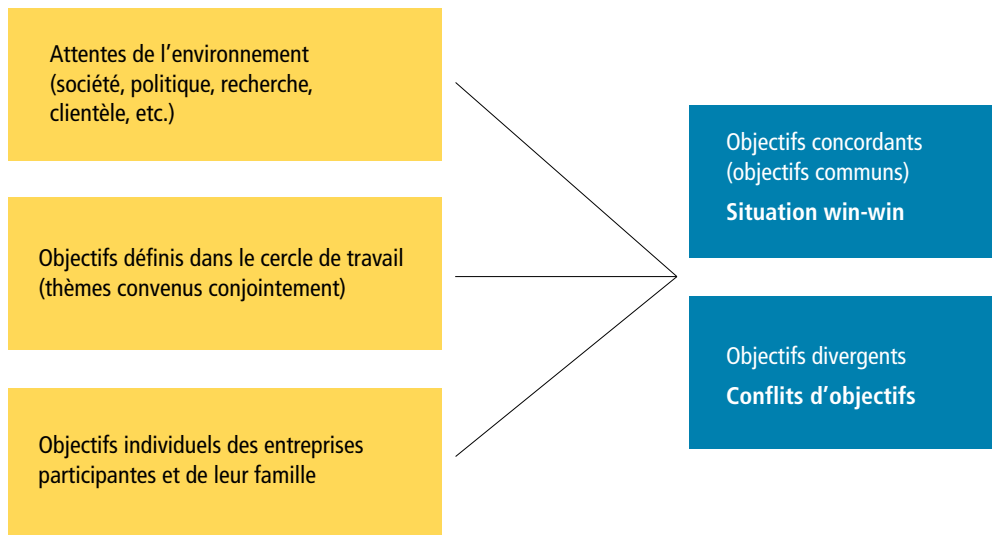 Attentes de l’environnement
(société, politique, recherche,
clientèle, etc.)
Objectifs définis dans le cercle de travail
(thèmes convenus conjointement)
Objectifs individuels des entreprises
participantes et de leur famille
Objectifs concordants
(objectifs communs)
Situation win-win
Objectifs divergents
Conflits d’objectifs